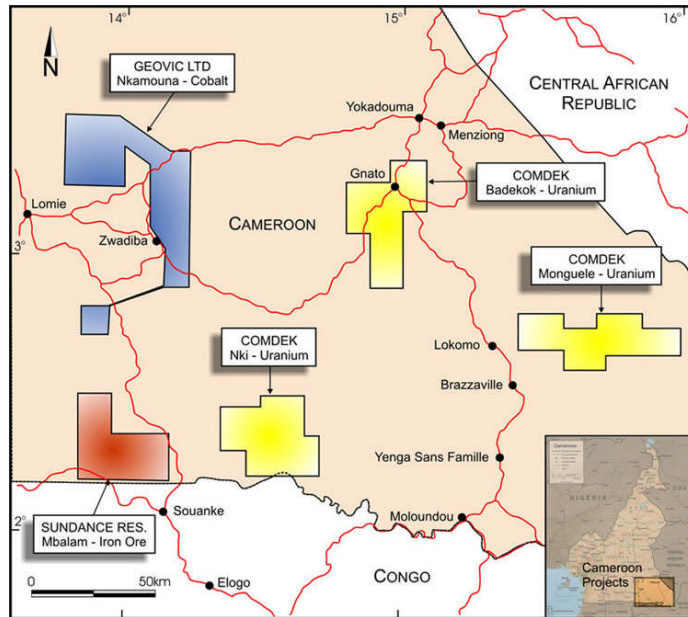 14°
15°
16°
N
GEOVIC LTD
Nkamouna - Cobalt
CENTRAL AFRICAN
REPUBLIC
Yokadouma
Menziong
Gnato
COMDEK
Badekok - Uranium
Lomie
CAMEROON
Zwadiba
3°
COMDEK
Monguele - Uranium
COMDEK
Nki - Uranium
Lokomo
Brazzaville
Yenga Sans Famille
2°
Souanke
Moloundou
SUNDANCE RES.
Mbalam - Iron Ore
0
50km
Elogo
CONGO
Cameroon
NIGERIA
Cameroon
Projects